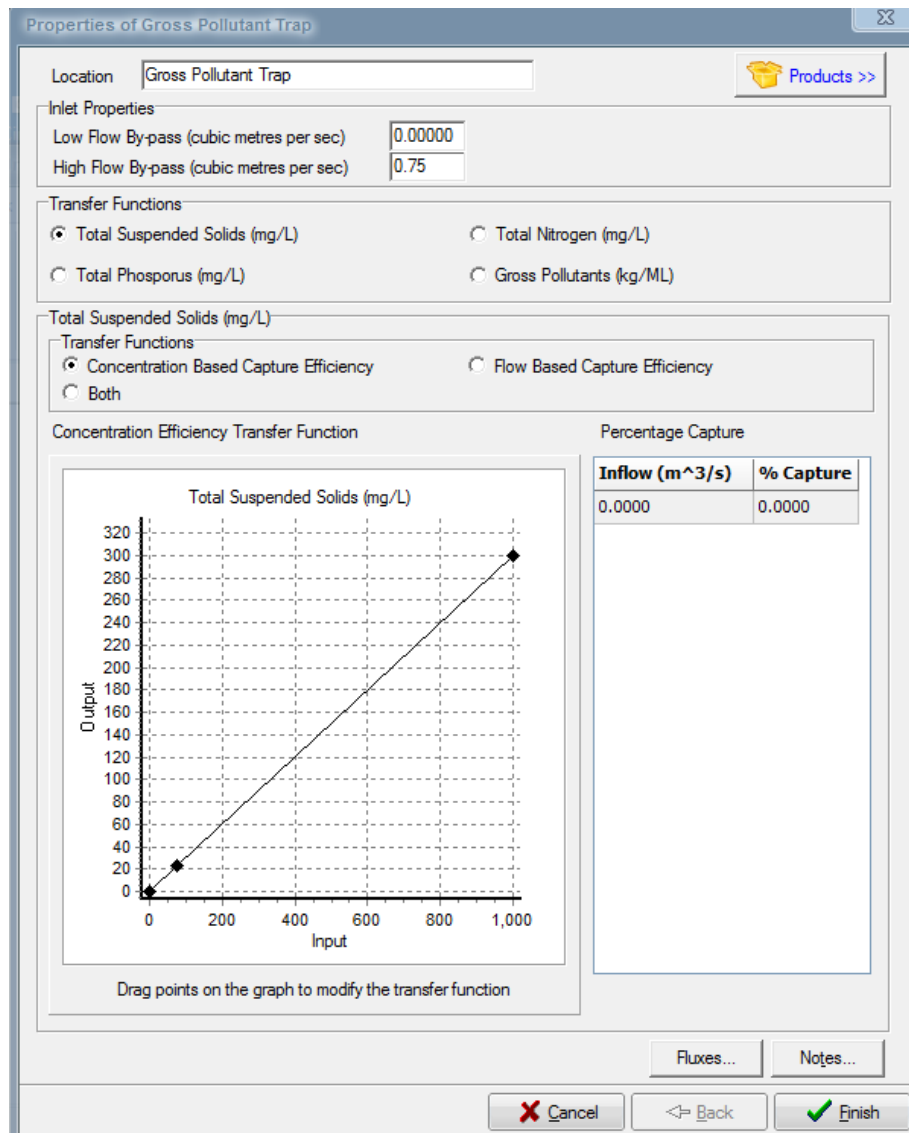 Properties of Gross Pollutant Trap
Location Gross Pollutant Trap Products >>
Inlet Properties
Low Flow By-pass (cubic metres per sec) 0.00000
High Flow By-pass (cubic metres per sec) 0.75
Transfer Functions
Total Suspended Solids (mg/L) Total Nitrogen (mg/L)
Total Phosporus (mg/L) Gross Pollutants (kg/ML)
Total Suspended Solids (mg/L)
Transfer Functions
Concentration Based Capture Efficiency Flow Based Capture Efficiency
Both
Concentration Efficiency Transfer Function Percentage Capture
Inflow (m^3/s) % Capture
0.0000 0.0000
Total Suspended Solids (mg/L)
320
300
280
260
240
220
200
180
160
140
120
100
80
60
40
20
0
Output
0 200 400 600 800 1,000
Input
Drag points on the graph to modify the transfer function
Fluxes... Notes...
Cancel Back Finish